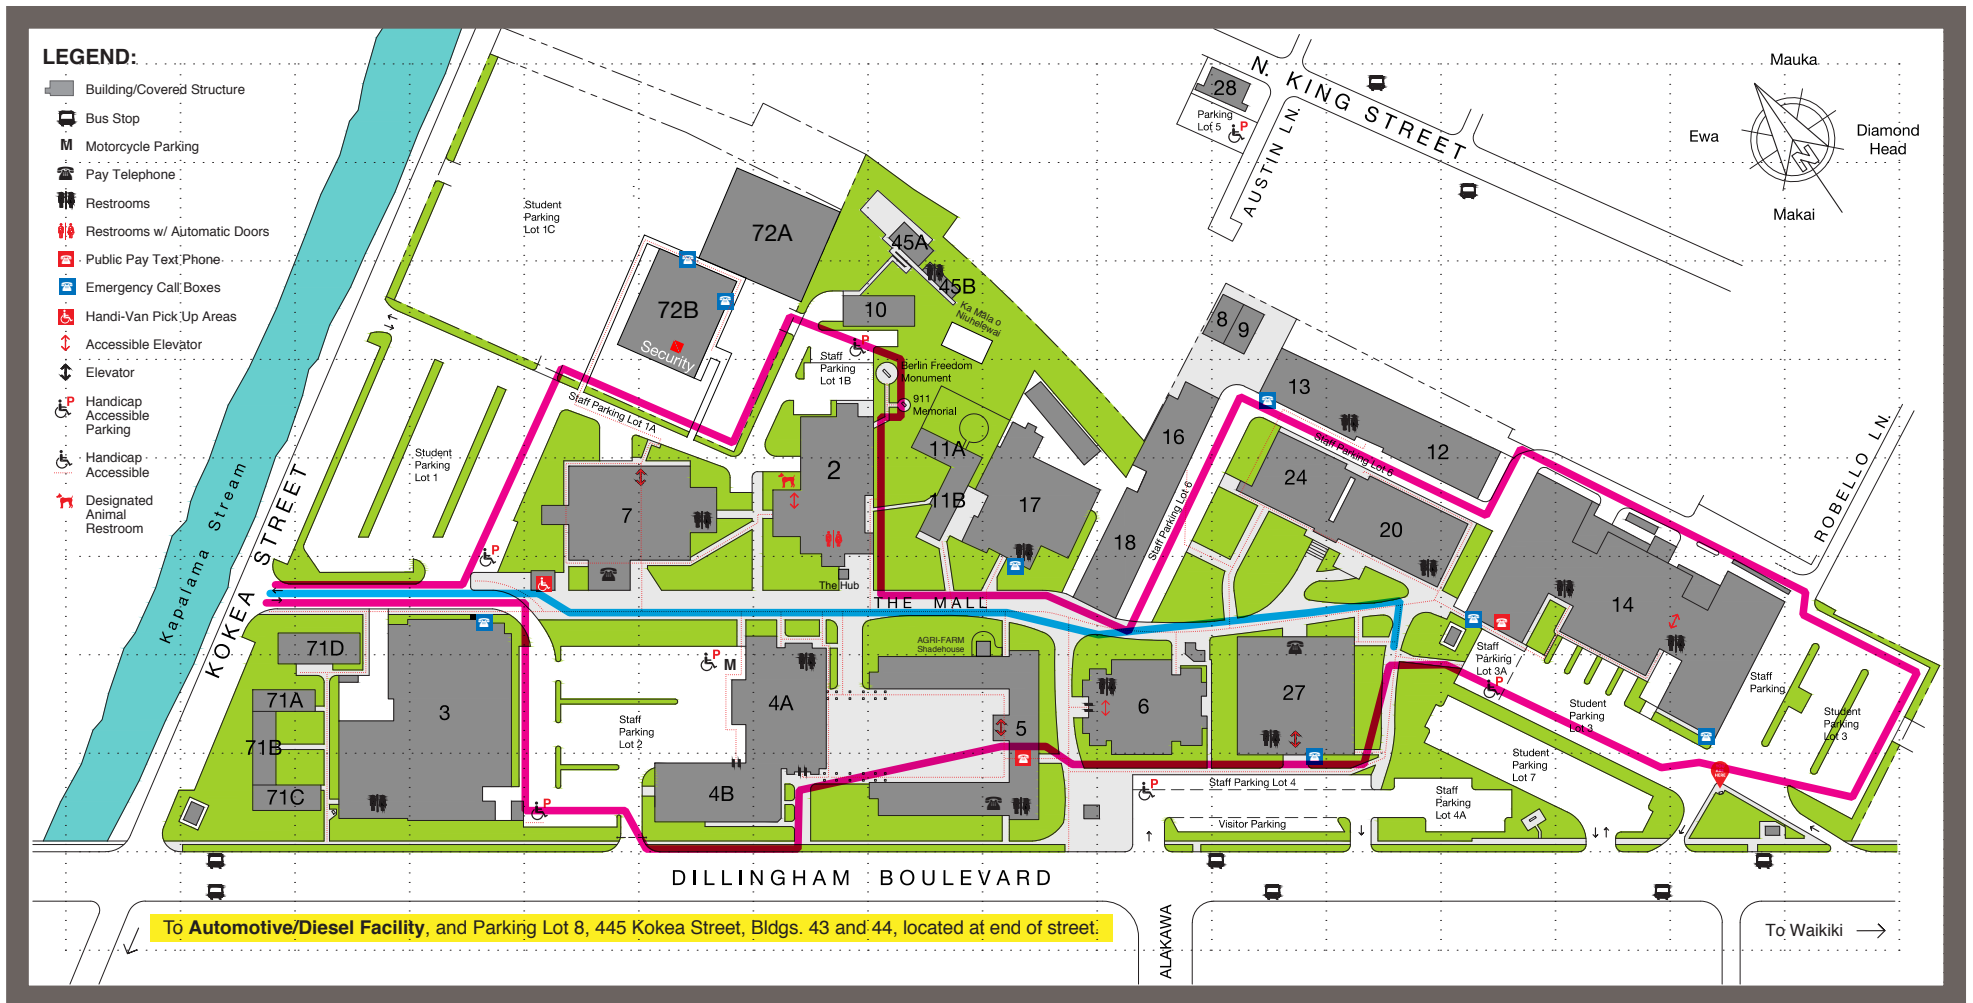 LEGEND:
Building/Covered Structure
Bus Stop
M Motorcycle Parking
Pay Telephone
Restrooms
Restrooms w/ Automatic Doors
Public Pay Text Phone
Emergency Call Boxes
Handi-Van Pick Up Areas
Accessible Elevator
Elevator
P Handicap
Accessible
Parking
Handicap
Accessible
Designated
Animal
Restroom
Kapalama Stream
KOKEA STREET
Student
Parking
Lot 1C
Student
Parking
Lot 1
72A
72B
Security
Staff Parking Lot 1A
10
45A
45B
Ka Māla o
Niuhelewai
Staff
Parking
Lot 1B
P
Berlin Freedom
Monument
911
Memorial
2
7
The Hub
11A
11B
17
16
18
THE MALL
P
28
Parking
Lot 5
P
N. KING STREET
AUSTIN LN.
Mauka
Ewa
Diamond
Head
Makai
N
8
9
13
12
Staff Parking Lot 6
Staff Parking Lot 6
24
20
14
ROBELLO LN.
71D
71A
71B
71C
3
P
P
M
Staff
Parking
Lot 2
4A
4B
AGRI-FARM
Shadehouse
5
6
27
Staff
Parking
Lot 3A
P
Student
Parking
Lot 3
Staff
Parking
Student
Parking
Lot 3
Student
Parking
Lot 7
HERE
P
Staff Parking Lot 4
Visitor Parking
Staff
Parking
Lot 4A
DILLINGHAM BOULEVARD
ALAKAWA
To Automotive/Diesel Facility, and Parking Lot 8, 445 Kokea Street, Bldgs. 43 and 44, located at end of street.
To Waikiki